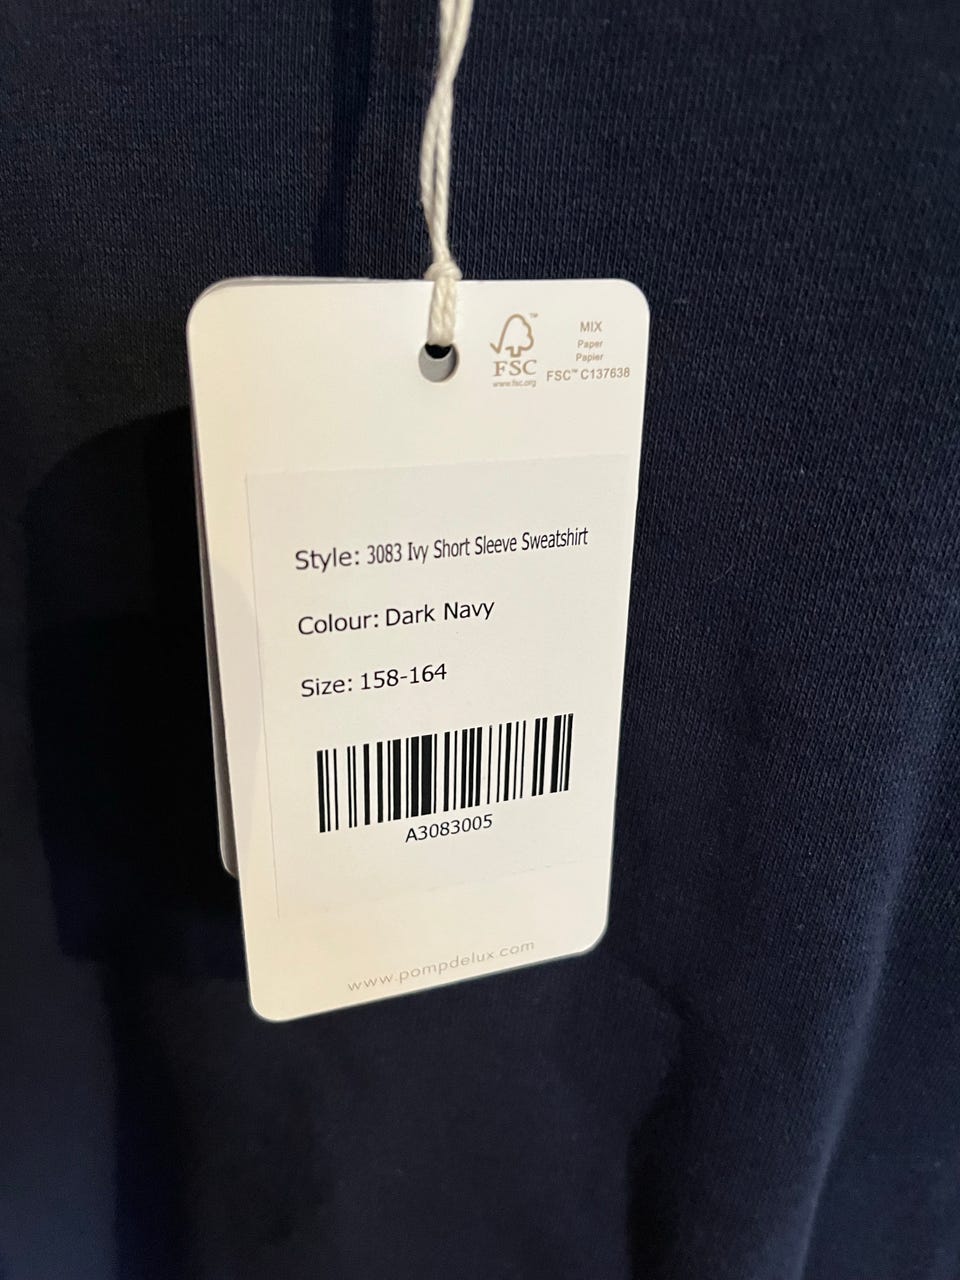 FSC™
www.fsc.org
MIX
Paper
Papier
FSC™ C137638
Style: 3083 Ivy Short Sleeve Sweatshirt
Colour: Dark Navy
Size: 158-164
A3083005
www.pompdelux.com